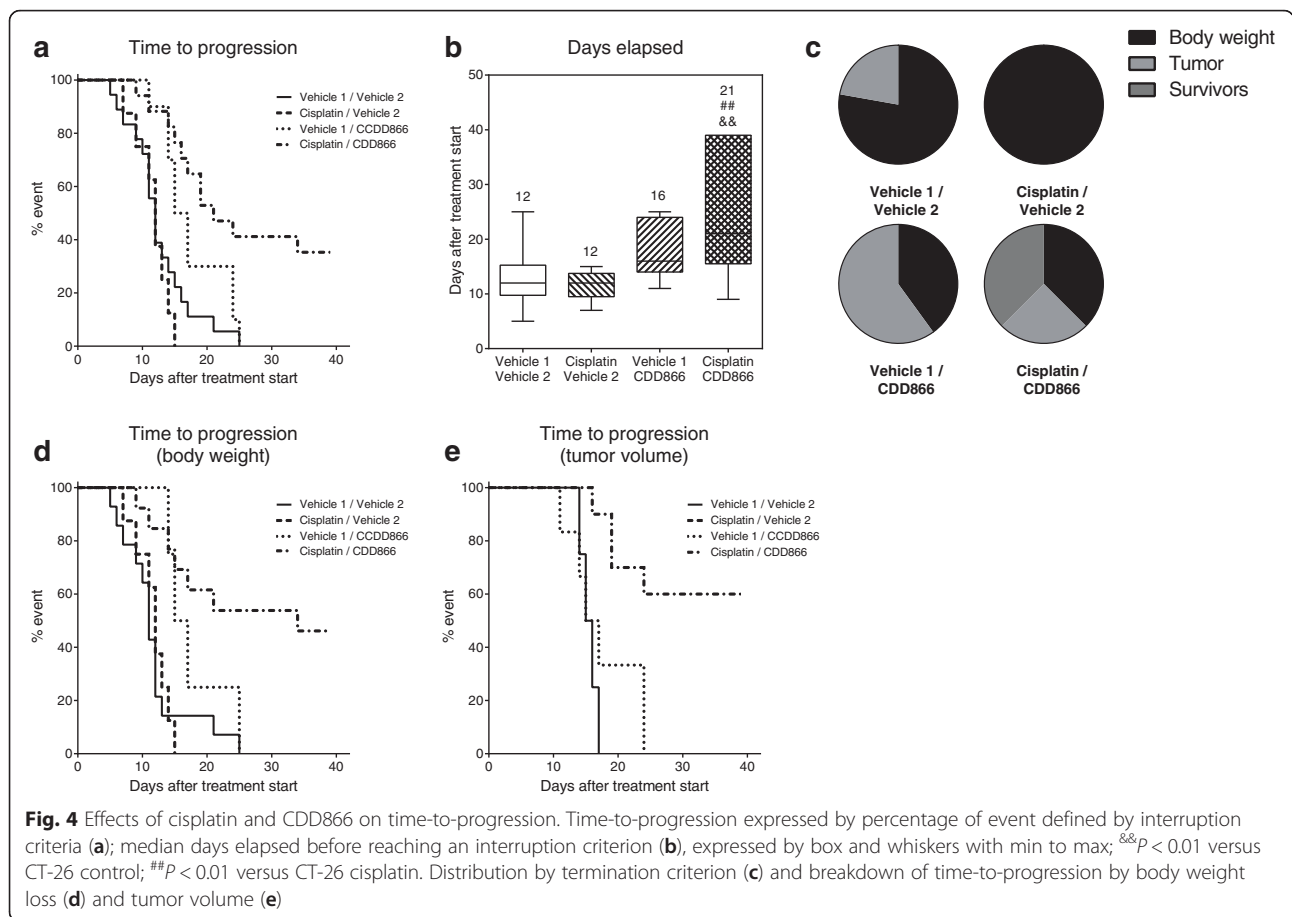 a
Time to progression
100
80
60
40
20
0
% event
0 10 20 30 40
Days after treatment start
Vehicle 1 / Vehicle 2
Cisplatin / Vehicle 2
Vehicle 1 / CCDD866
Cisplatin / CDD866
b
Days elapsed
50
40
30
20
10
0
Days after treatment start
12
12
16
21
##
&&
Vehicle 1 Cisplatin Vehicle 1 Cisplatin
Vehicle 2 Vehicle 2 CDD866 CDD866
c
Body weight
Tumor
Survivors
Vehicle 1 /
Vehicle 2
Cisplatin /
Vehicle 2
Vehicle 1 /
CDD866
Cisplatin /
CDD866
d
Time to progression
(body weight)
100
80
60
40
20
0
% event
0 10 20 30 40
Days after treatment start
Vehicle 1 / Vehicle 2
Cisplatin / Vehicle 2
Vehicle 1 / CCDD866
Cisplatin / CDD866
e
Time to progression
(tumor volume)
100
80
60
40
20
0
% event
0 10 20 30 40
Days after treatment start
Vehicle 1 / Vehicle 2
Cisplatin / Vehicle 2
Vehicle 1 / CCDD866
Cisplatin / CDD866
Fig. 4 Effects of cisplatin and CDD866 on time-to-progression. Time-to-progression expressed by percentage of event defined by interruption
criteria (a); median days elapsed before reaching an interruption criterion (b), expressed by box and whiskers with min to max; &&P < 0.01 versus
CT-26 control; ##P < 0.01 versus CT-26 cisplatin. Distribution by termination criterion (c) and breakdown of time-to-progression by body weight
loss (d) and tumor volume (e)